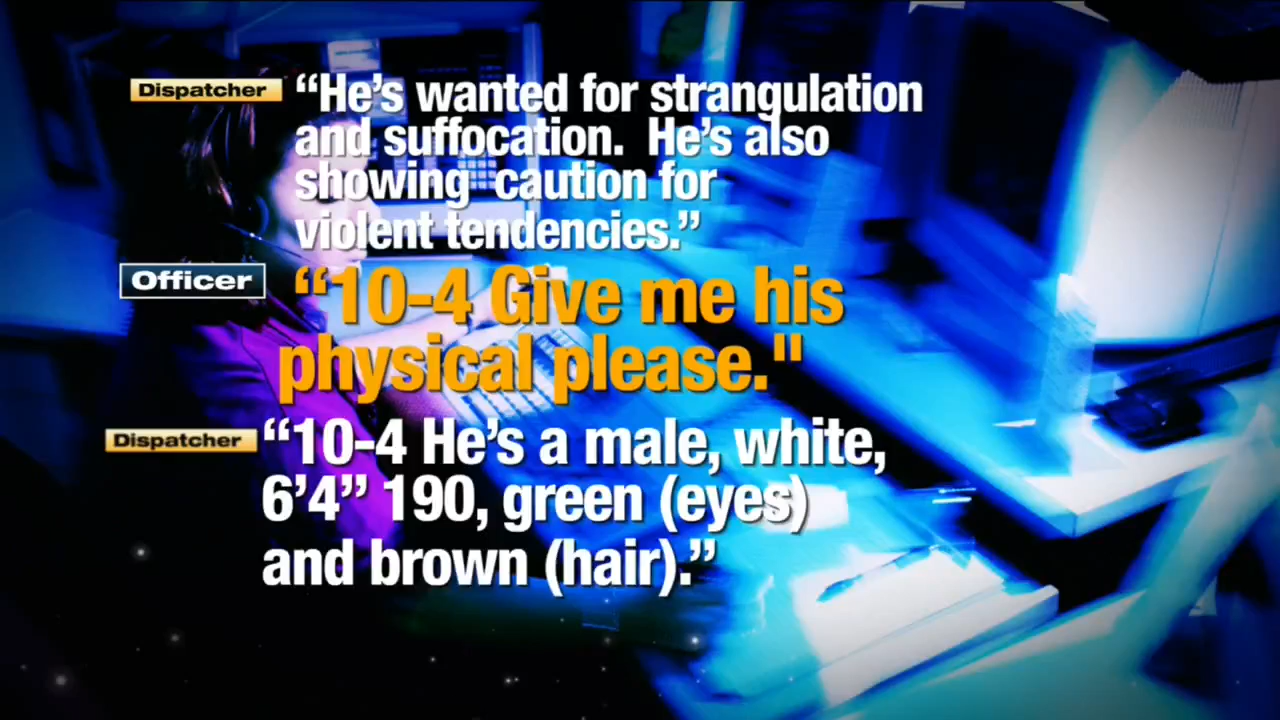 Dispatcher “He’s wanted for strangulation
and suffocation.  He’s also
showing  caution for
violent tendencies.”
Officer “10-4 Give me his
physical please."
Dispatcher “10-4 He’s a male, white,
6’4” 190, green (eyes)
and brown (hair).”